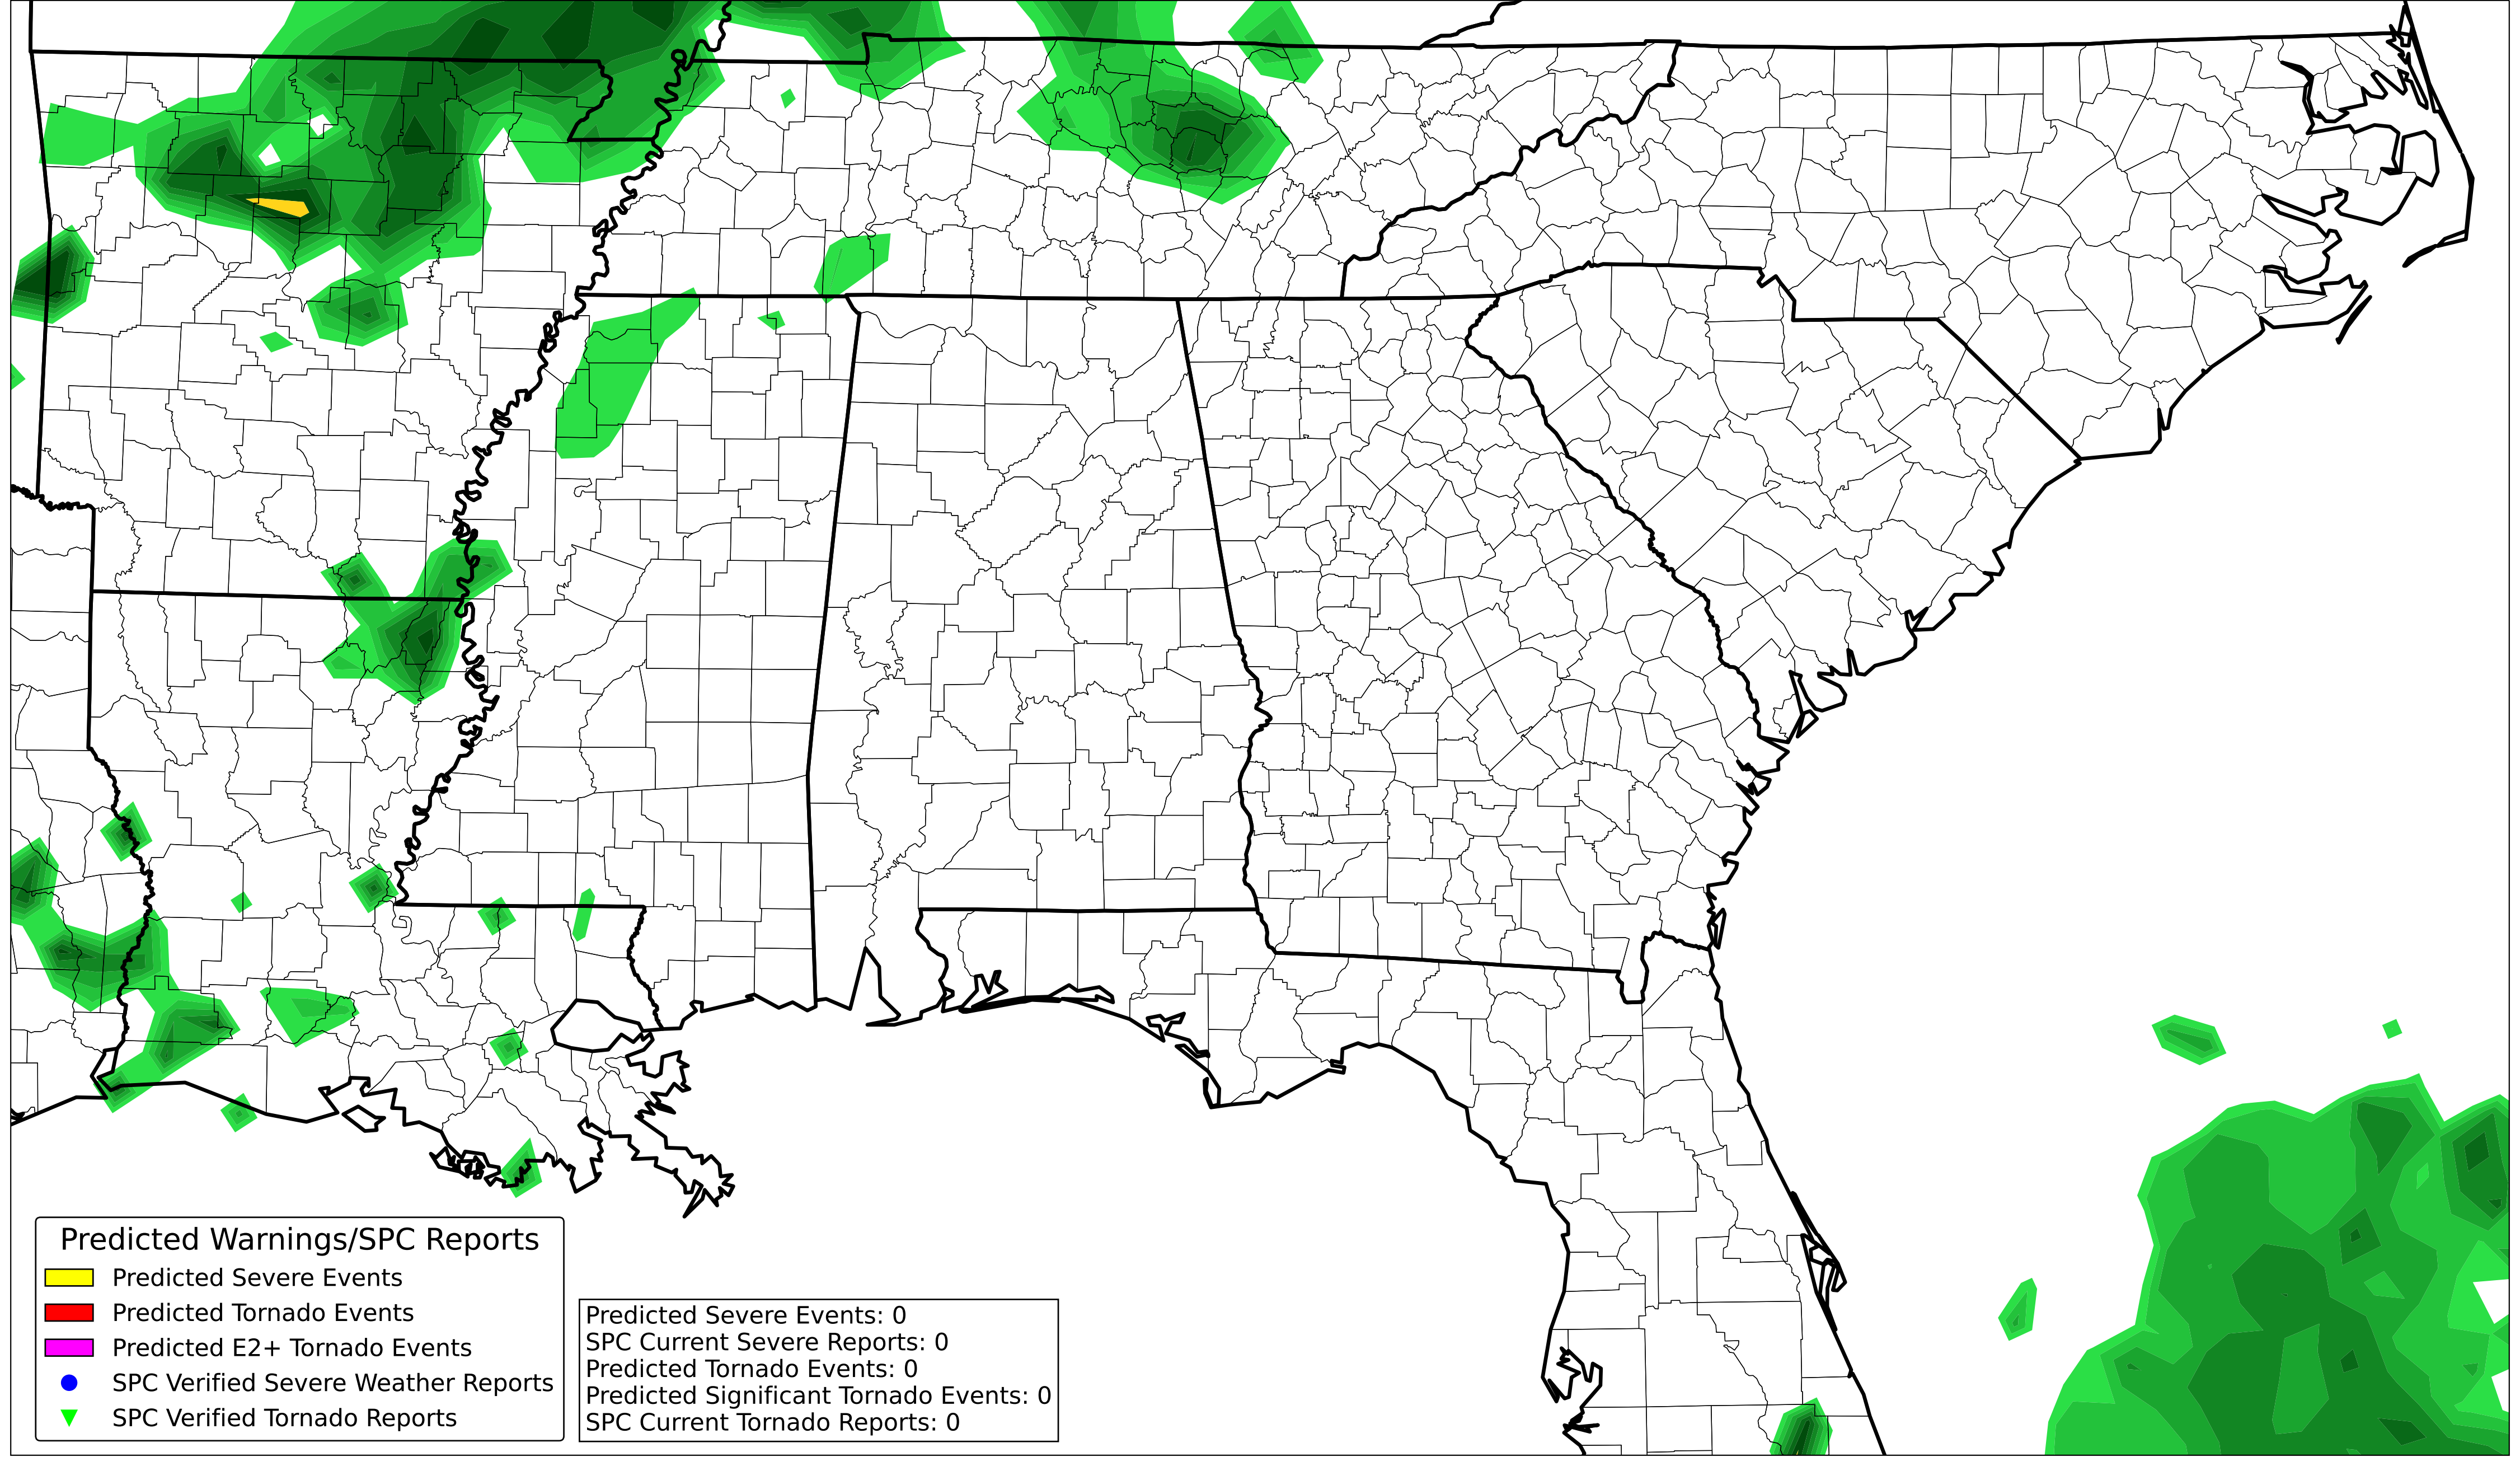 Predicted Warnings/SPC Reports
Predicted Severe Events
Predicted Tornado Events
Predicted E2+ Tornado Events
SPC Verified Severe Weather Reports
SPC Verified Tornado Reports
Predicted Severe Events: 0
SPC Current Severe Reports: 0
Predicted Tornado Events: 0
Predicted Significant Tornado Events: 0
SPC Current Tornado Reports: 0